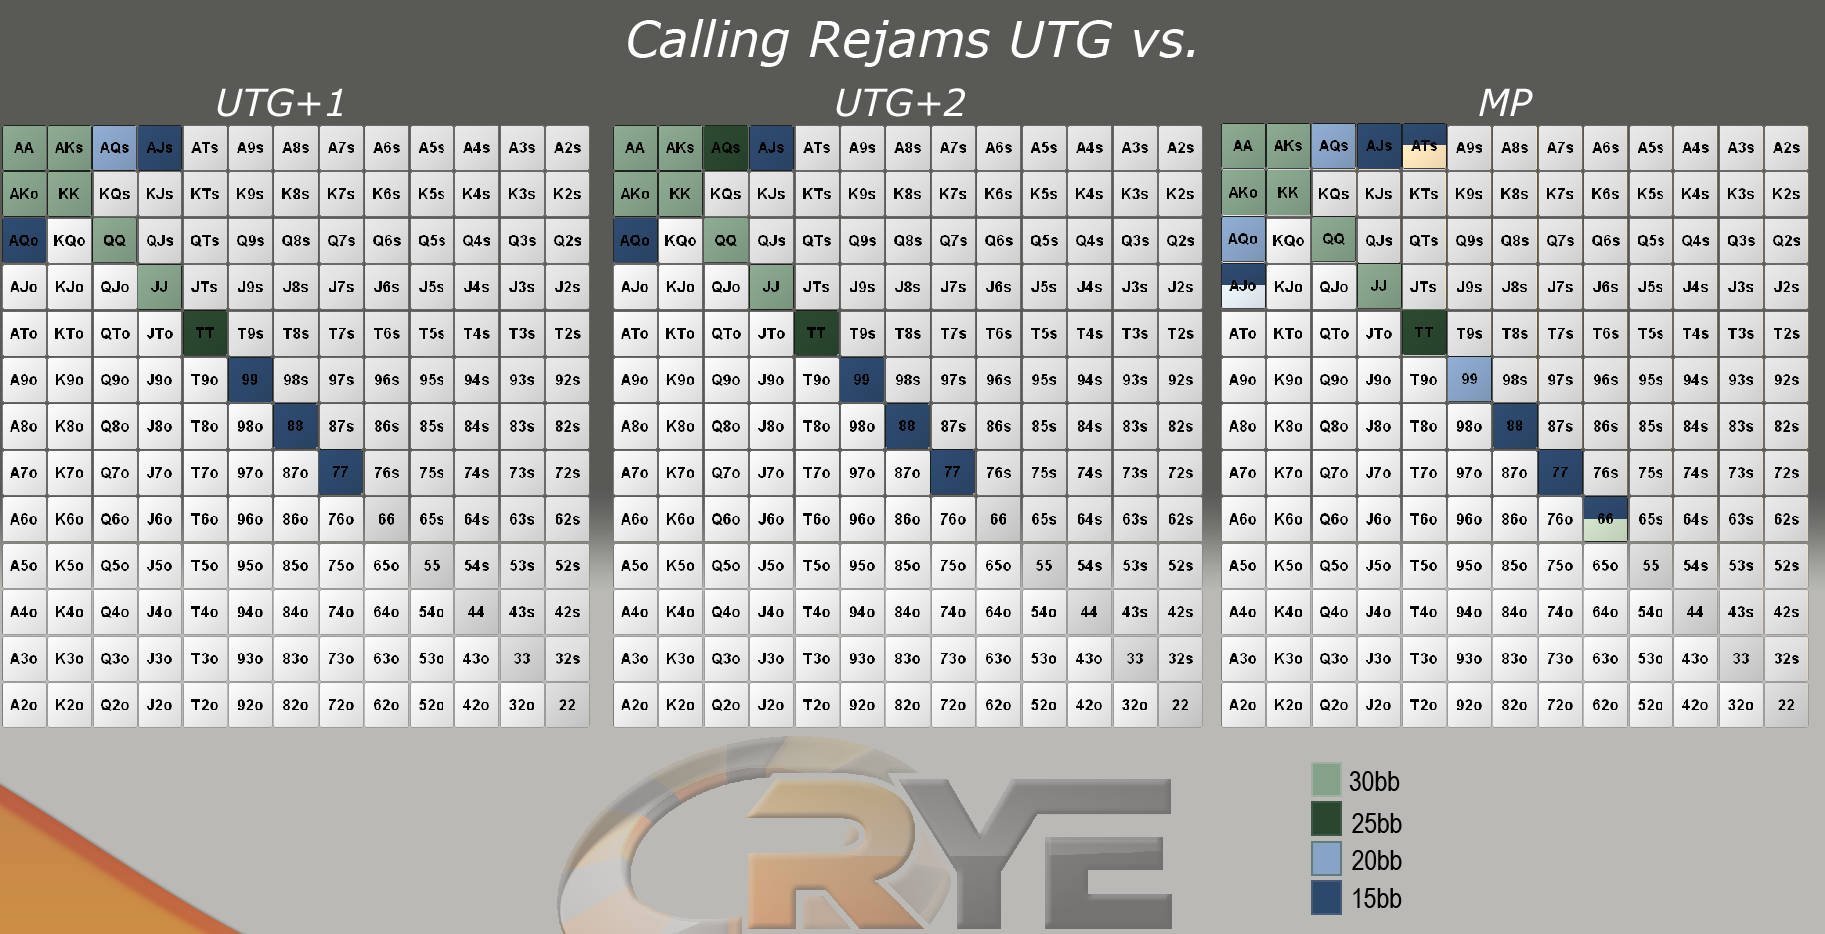 Calling Rejams UTG vs.
UTG+1 UTG+2 MP
AA AKs AQs AJs ATs A9s A8s A7s A6s A5s A4s A3s A2s AA AKs AQs AJs ATs A9s A8s A7s A6s A5s A4s A3s A2s AA AKs AQs AJs ATs A9s A8s A7s A6s A5s A4s A3s A2s
AKo KK KQs KJs KTs K9s K8s K7s K6s K5s K4s K3s K2s AKo KK KQs KJs KTs K9s K8s K7s K6s K5s K4s K3s K2s AKo KK KQs KJs KTs K9s K8s K7s K6s K5s K4s K3s K2s
AQo KQo QQ QJs QTs Q9s Q8s Q7s Q6s Q5s Q4s Q3s Q2s AQo KQo QQ QJs QTs Q9s Q8s Q7s Q6s Q5s Q4s Q3s Q2s AQo KQo QQ QJs QTs Q9s Q8s Q7s Q6s Q5s Q4s Q3s Q2s
AJo KJo QJo JJ JTs J9s J8s J7s J6s J5s J4s J3s J2s AJo KJo QJo JJ JTs J9s J8s J7s J6s J5s J4s J3s J2s AJo KJo QJo JJ JTs J9s J8s J7s J6s J5s J4s J3s J2s
ATo KTo QTo JTo TT T9s T8s T7s T6s T5s T4s T3s T2s ATo KTo QTo JTo TT T9s T8s T7s T6s T5s T4s T3s T2s ATo KTo QTo JTo TT T9s T8s T7s T6s T5s T4s T3s T2s
A9o K9o Q9o J9o T9o 99 98s 97s 96s 95s 94s 93s 92s A9o K9o Q9o J9o T9o 99 98s 97s 96s 95s 94s 93s 92s A9o K9o Q9o J9o T9o 99 98s 97s 96s 95s 94s 93s 92s
A8o K8o Q8o J8o T8o 98o 88 87s 86s 85s 84s 83s 82s A8o K8o Q8o J8o T8o 98o 88 87s 86s 85s 84s 83s 82s A8o K8o Q8o J8o T8o 98o 88 87s 86s 85s 84s 83s 82s
A7o K7o Q7o J7o T7o 97o 87o 77 76s 75s 74s 73s 72s A7o K7o Q7o J7o T7o 97o 87o 77 76s 75s 74s 73s 72s A7o K7o Q7o J7o T7o 97o 87o 77 76s 75s 74s 73s 72s
A6o K6o Q6o J6o T6o 96o 86o 76o 66 65s 64s 63s 62s A6o K6o Q6o J6o T6o 96o 86o 76o 66 65s 64s 63s 62s A6o K6o Q6o J6o T6o 96o 86o 76o 66 65s 64s 63s 62s
A5o K5o Q5o J5o T5o 95o 85o 75o 65o 55 54s 53s 52s A5o K5o Q5o J5o T5o 95o 85o 75o 65o 55 54s 53s 52s A5o K5o Q5o J5o T5o 95o 85o 75o 65o 55 54s 53s 52s
A4o K4o Q4o J4o T4o 94o 84o 74o 64o 54o 44 43s 42s A4o K4o Q4o J4o T4o 94o 84o 74o 64o 54o 44 43s 42s A4o K4o Q4o J4o T4o 94o 84o 74o 64o 54o 44 43s 42s
A3o K3o Q3o J3o T3o 93o 83o 73o 63o 53o 43o 33 32s A3o K3o Q3o J3o T3o 93o 83o 73o 63o 53o 43o 33 32s A3o K3o Q3o J3o T3o 93o 83o 73o 63o 53o 43o 33 32s
A2o K2o Q2o J2o T2o 92o 82o 72o 62o 52o 42o 32o 22 A2o K2o Q2o J2o T2o 92o 82o 72o 62o 52o 42o 32o 22 A2o K2o Q2o J2o T2o 92o 82o 72o 62o 52o 42o 32o 22
RYE
30bb
25bb
20bb
15bb